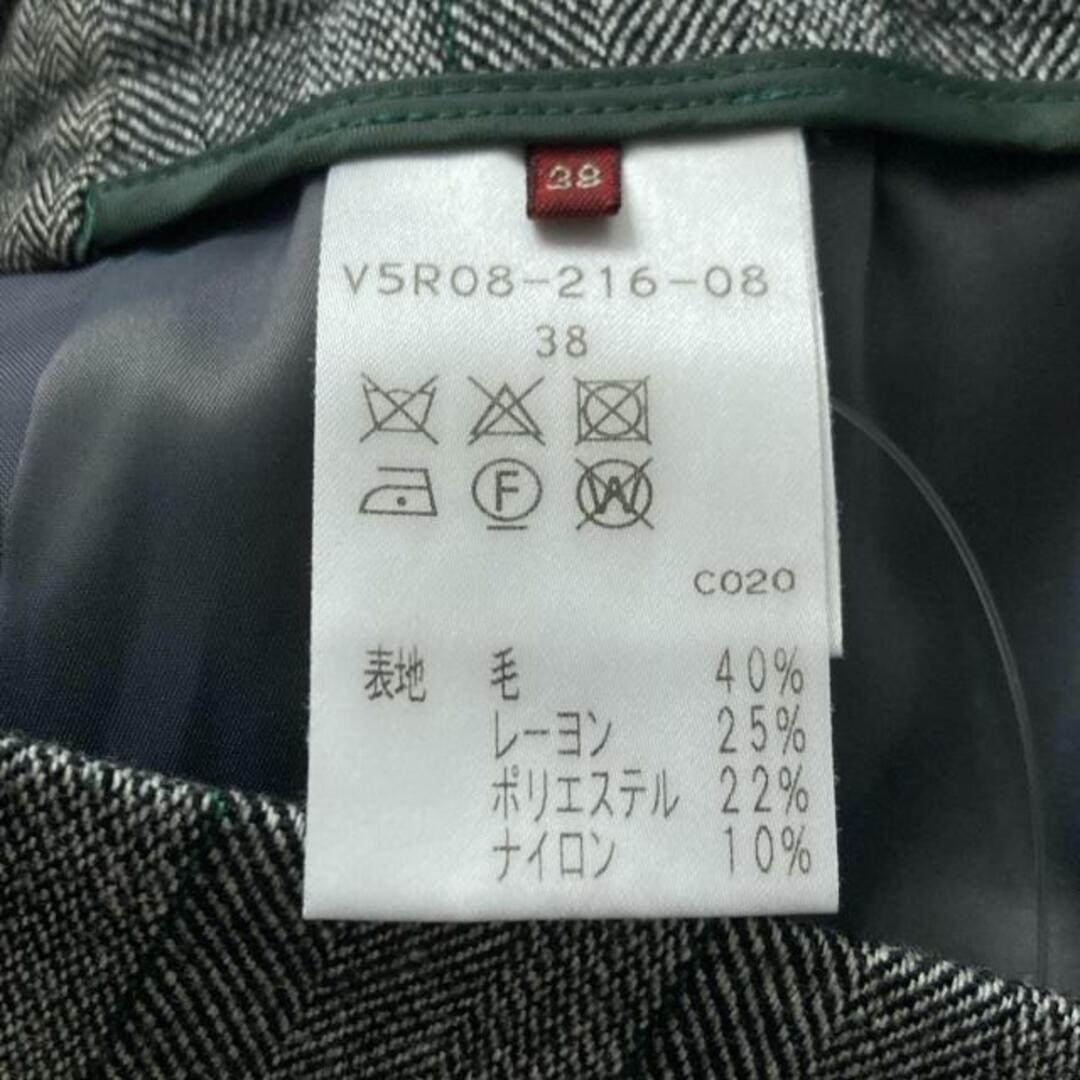 38
V5R08-216-08
38
F
W
C020
表地 毛 40%
レーヨン 25%
ポリエステル 22%
ナイロン 10%